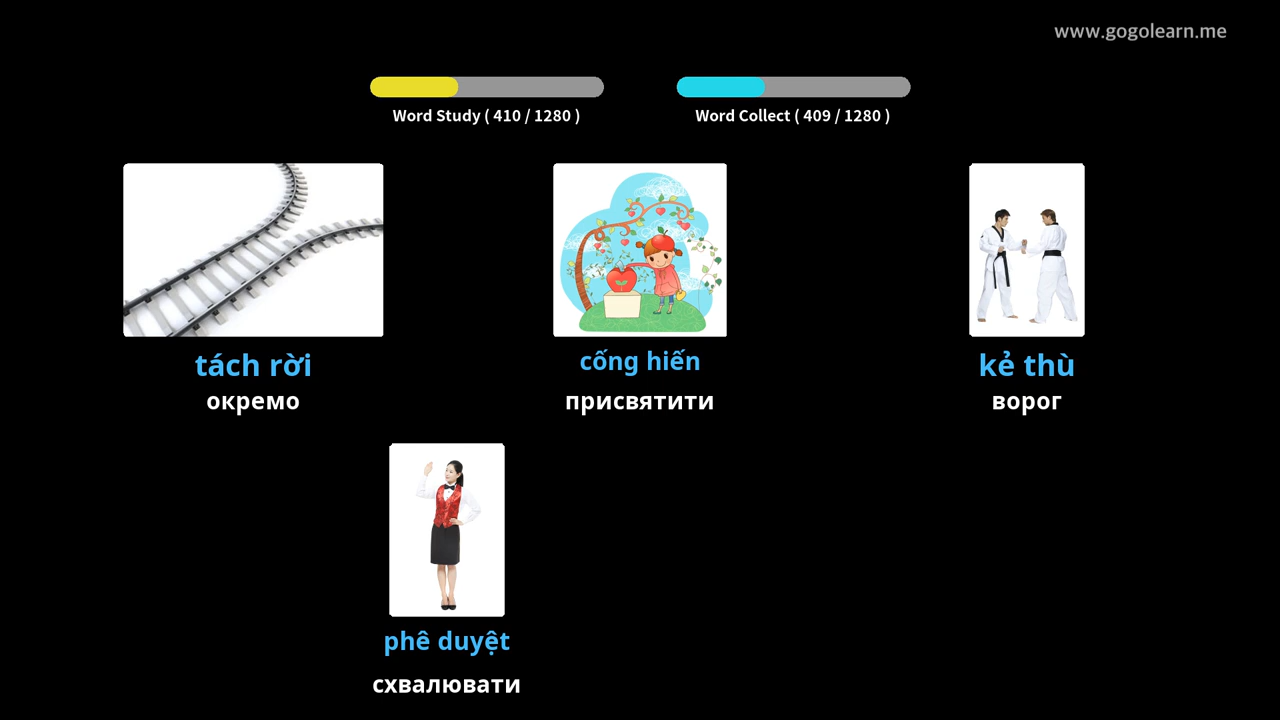 www.gogolearn.me
Word Study ( 410 / 1280 )
Word Collect ( 409 / 1280 )
tách rời
окремо
cống hiến
присвятити
kẻ thù
ворог
phê duyệt
схвалювати